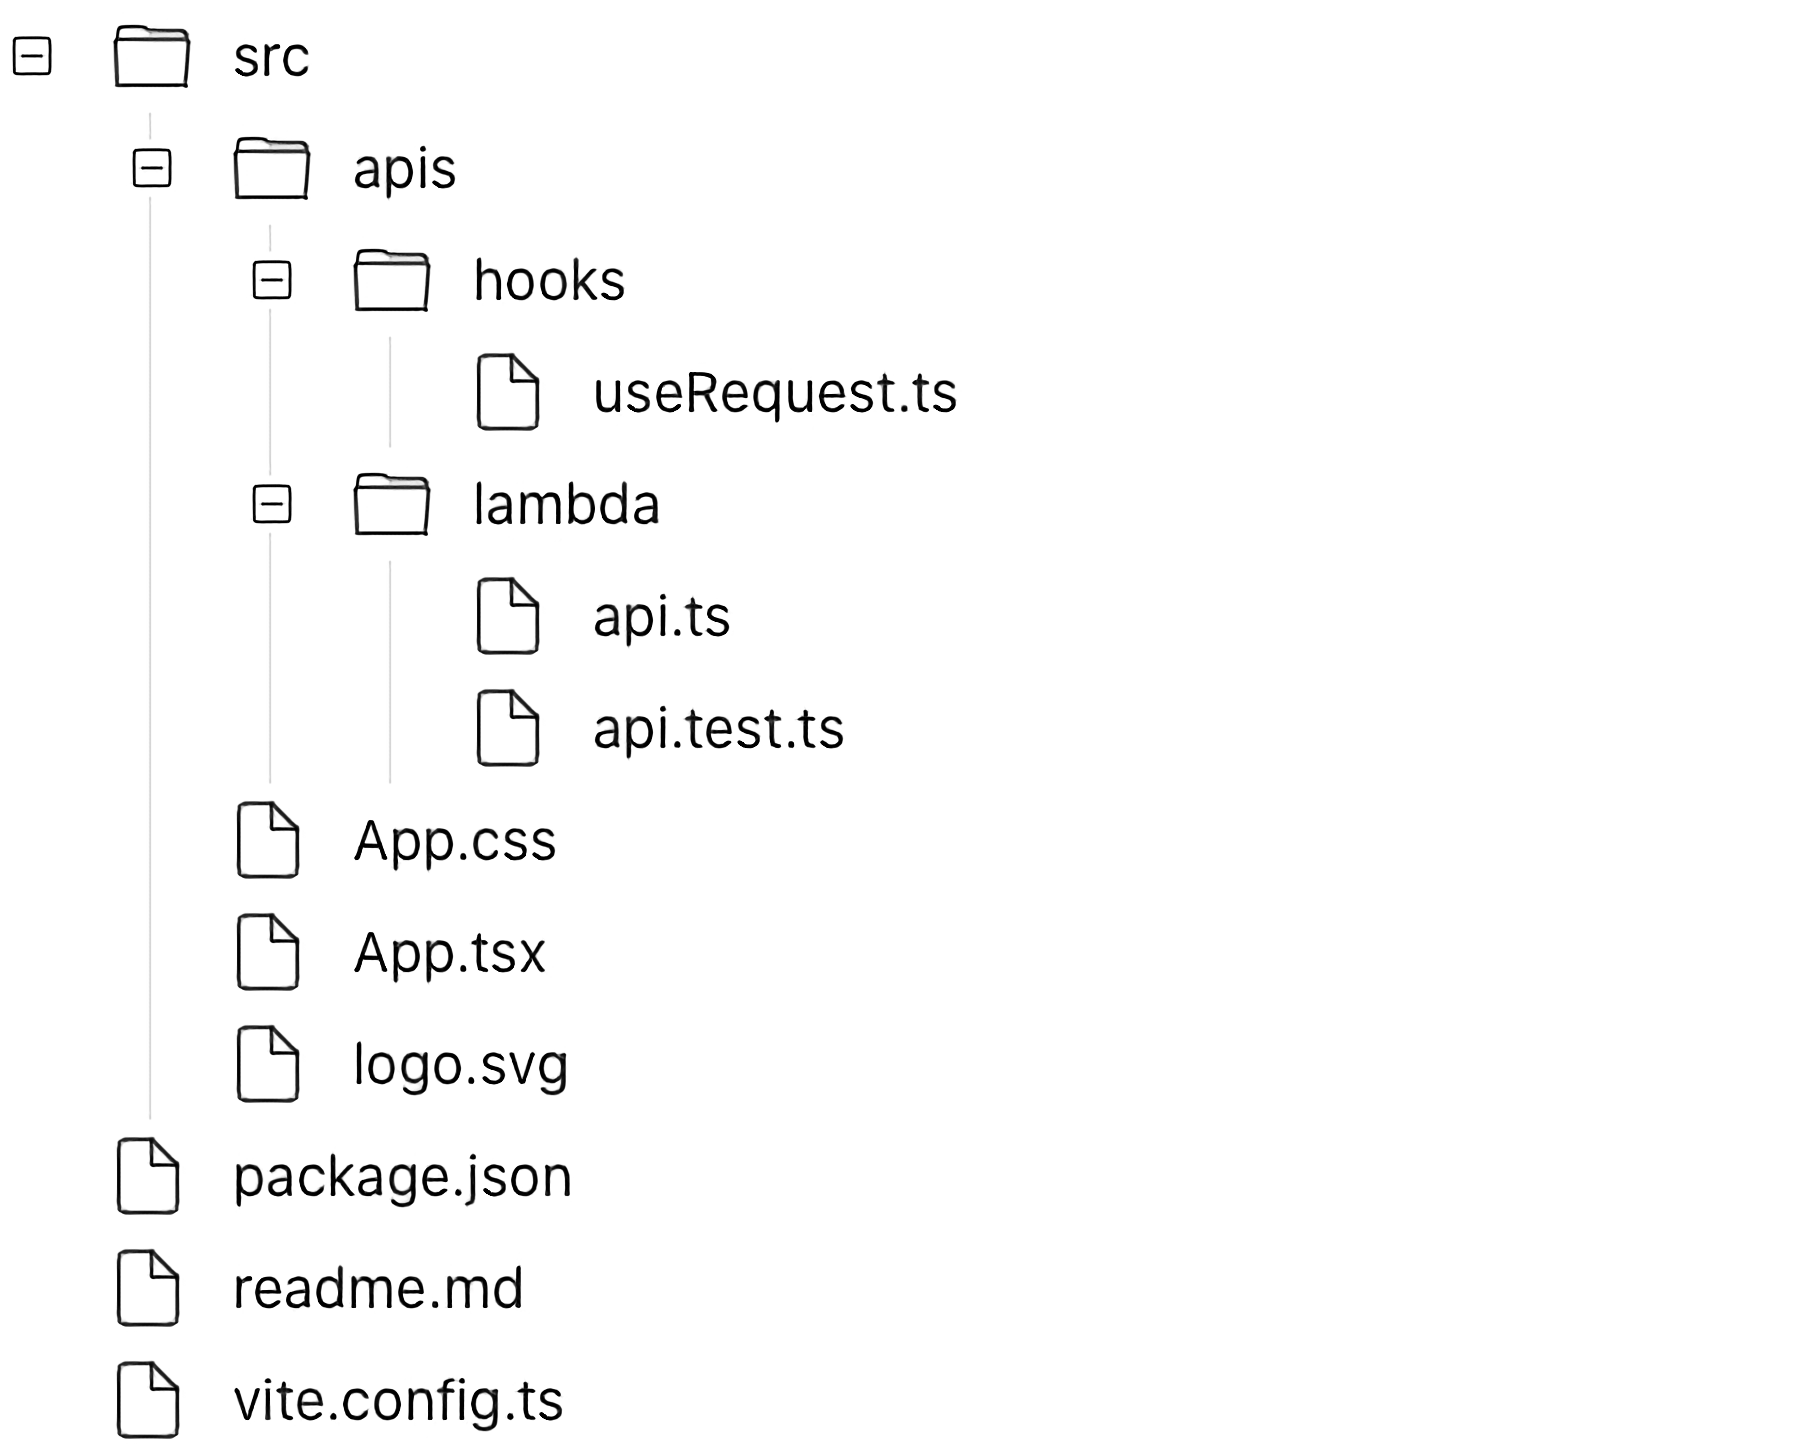 src
apis
hooks
useRequest.ts
lambda
api.ts
api.test.ts
App.css
App.tsx
logo.svg
package.json
readme.md
vite.config.ts